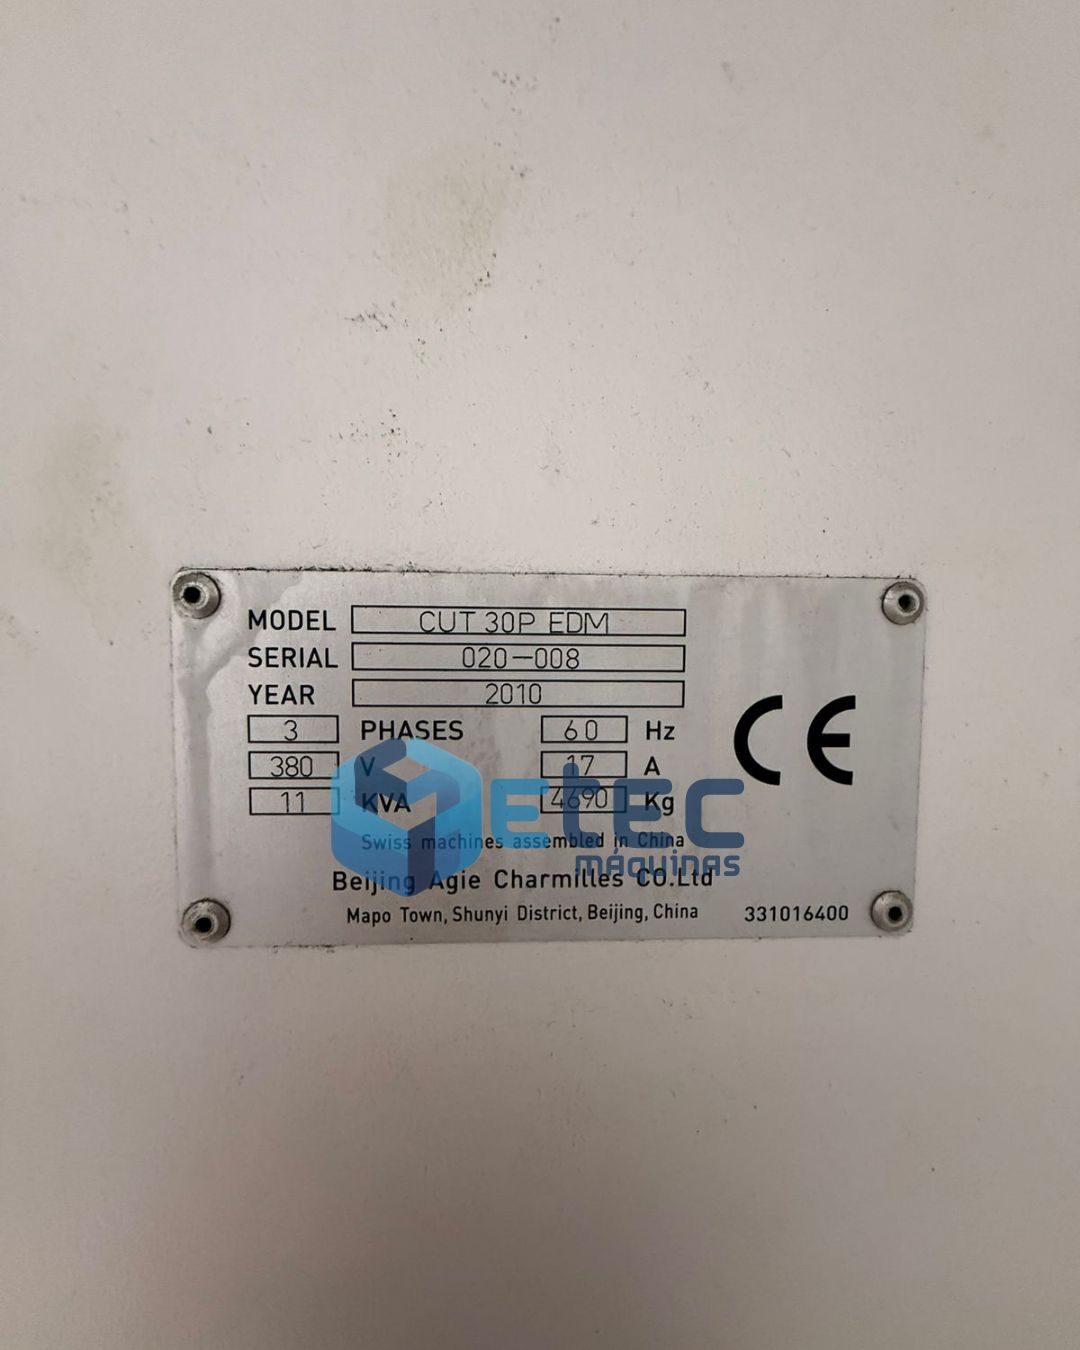 MODEL CUT 30P EDM
SERIAL 020-008
YEAR 2010
3 PHASES 60 Hz
380 V 17 A
11 KVA 4690 Kg
CE
Etec
máquinas
Swiss machines assembled in China
Beijing Agie Charmilles CO.Ltd
Mapo Town, Shunyi District, Beijing, China 331016400